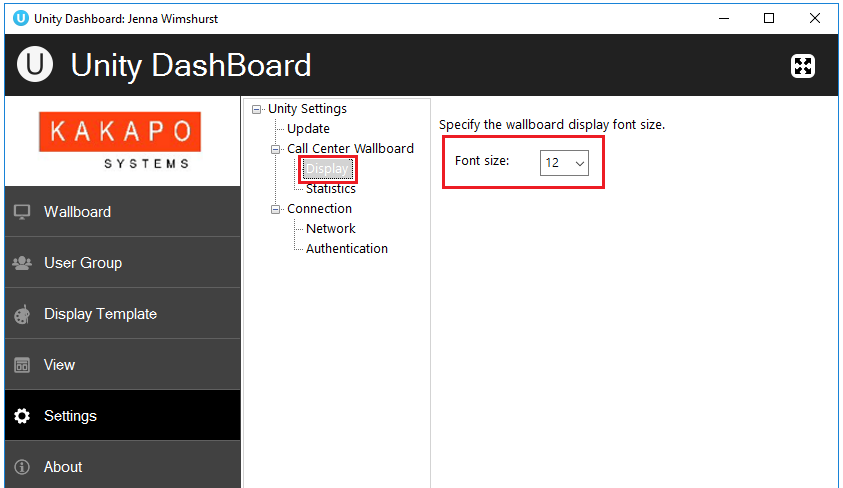 Unity Dashboard: Jenna Wimshurst
Unity DashBoard
KAKAPO
SYSTEMS
Wallboard
User Group
Display Template
View
Settings
About
Unity Settings
Update
Call Center Wallboard
Display
Statistics
Connection
Network
Authentication
Specify the wallboard display font size.
Font size: 12